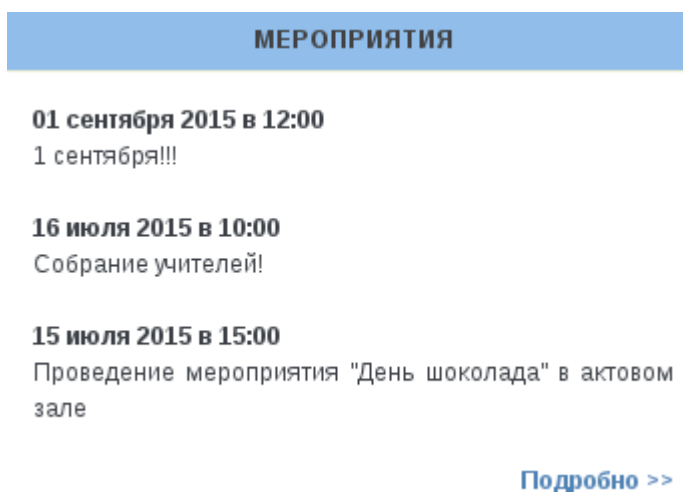 МЕРОПРИЯТИЯ
01 сентября 2015 в 12:00
1 сентября!!!
16 июля 2015 в 10:00
Собрание учителей!
15 июля 2015 в 15:00
Проведение мероприятия "День шоколада" в актовом
зале
Подробно >>